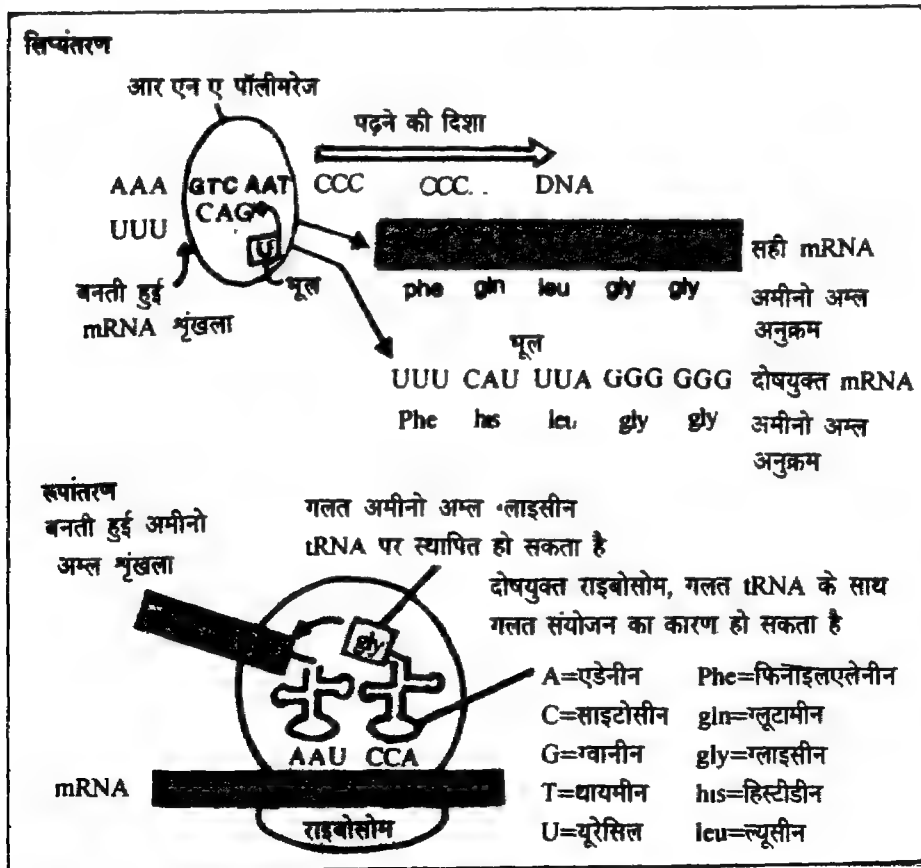 लिप्यंतरण
आर एन ए पॉलीमरेज
पढ़ने की दिशा
AAA GTC AAT CCC CCC.. DNA
UUU CAG
U
भूल
बनती हुई
mRNA शृंखला
सही mRNA
phe gln leu gly gly अमीनो अम्ल
अनुक्रम
भूल
UUU CAU UUA GGG GGG दोषयुक्त mRNA
Phe his leu gly gly अमीनो अम्ल
अनुक्रम
रूपांतरण
बनती हुई अमीनो
अम्ल शृंखला
गलत अमीनो अम्ल ग्लाइसीन
tRNA पर स्थापित हो सकता है
दोषयुक्त राइबोसोम, गलत tRNA के साथ
गलत संयोजन का कारण हो सकता है
gly
AAU CCA
mRNA
राइबोसोम
A=एडेनीन Phe=फिनाइलएलेनीन
C=साइटोसीन gln=ग्लूटामीन
G=ग्वानीन gly=ग्लाइसीन
T=थायमीन his=हिस्टीडीन
U=यूरेसिल leu=ल्यूसीन